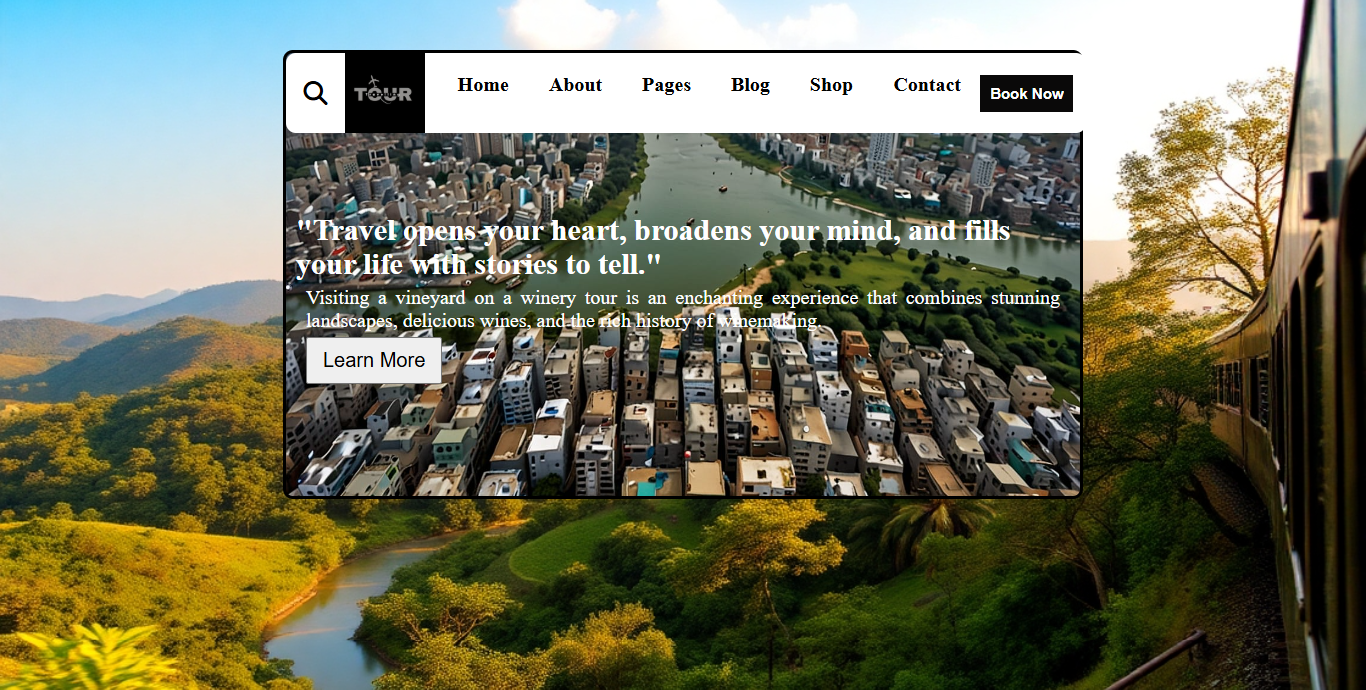 TOUR
Home About Pages Blog Shop Contact Book Now
"Travel opens your heart, broadens your mind, and fills
your life with stories to tell."
Visiting a vineyard on a winery tour is an enchanting experience that combines stunning
landscapes, delicious wines, and the rich history of winemaking.
Learn More